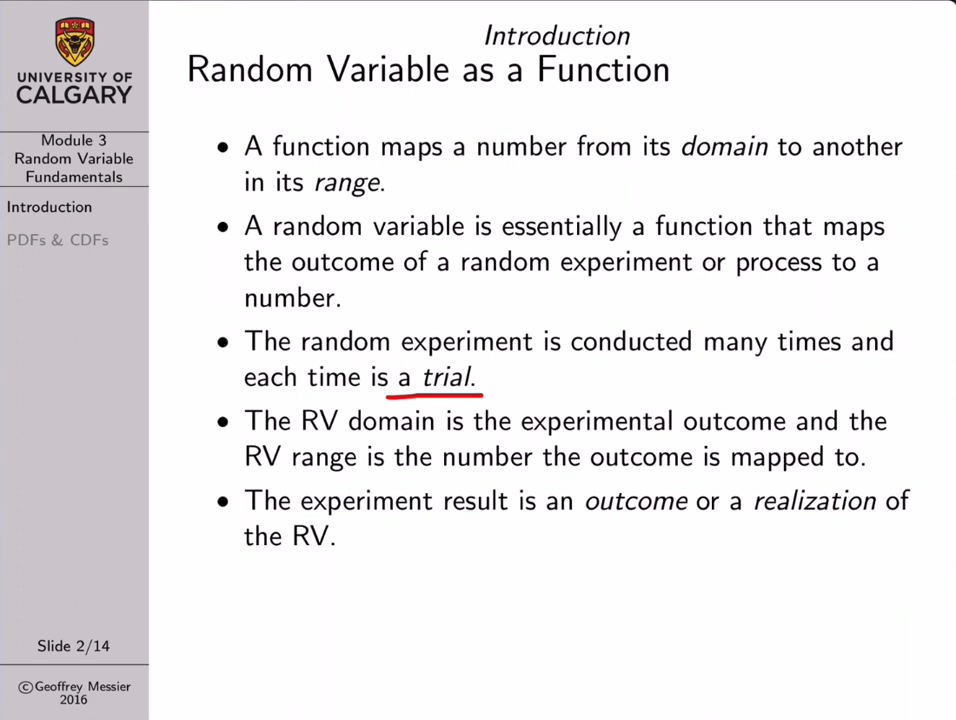 UNIVERSITY OF
CALGARY
Module 3
Random Variable
Fundamentals
Introduction
PDFs & CDFs
Slide 2/14
©Geoffrey Messier
2016
Introduction
Random Variable as a Function
• A function maps a number from its domain to another
in its range.
• A random variable is essentially a function that maps
the outcome of a random experiment or process to a
number.
• The random experiment is conducted many times and
each time is a trial.
• The RV domain is the experimental outcome and the
RV range is the number the outcome is mapped to.
• The experiment result is an outcome or a realization of
the RV.